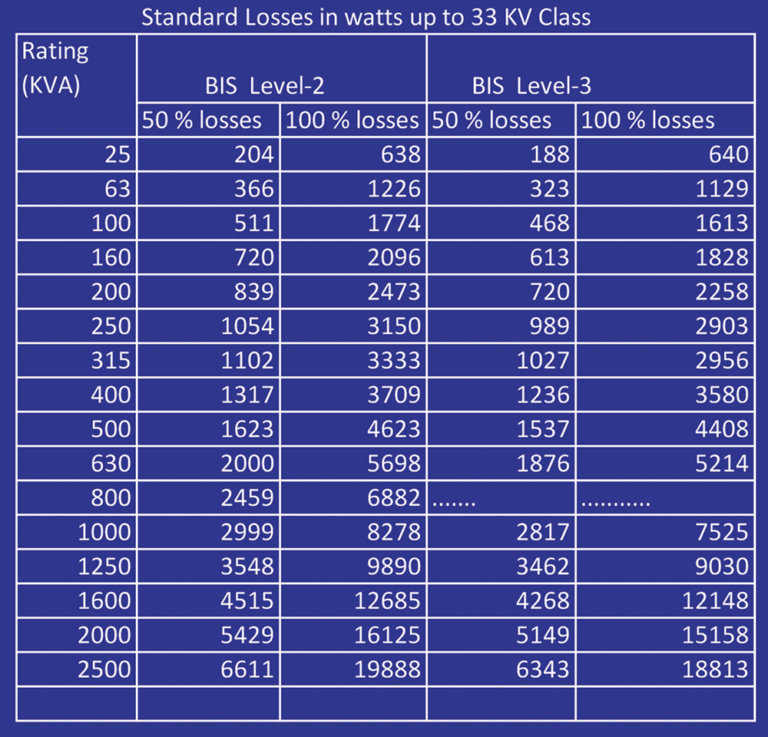 Standard Losses in watts up to 33 KV Class
Rating
(KVA) BIS Level-2 BIS Level-3
50 % losses 100 % losses 50 % losses 100 % losses
25 204 638 188 640
63 366 1226 323 1129
100 511 1774 468 1613
160 720 2096 613 1828
200 839 2473 720 2258
250 1054 3150 989 2903
315 1102 3333 1027 2956
400 1317 3709 1236 3580
500 1623 4623 1537 4408
630 2000 5698 1876 5214
800 2459 6882 ....... ...........
1000 2999 8278 2817 7525
1250 3548 9890 3462 9030
1600 4515 12685 4268 12148
2000 5429 16125 5149 15158
2500 6611 19888 6343 18813